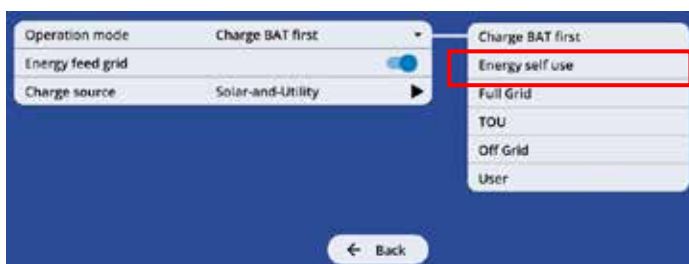 Operation mode Charge BAT first
Energy feed grid
Charge source Solar-and-Utility
Charge BAT first
Energy self use
Full Grid
TOU
Off Grid
User
← Back